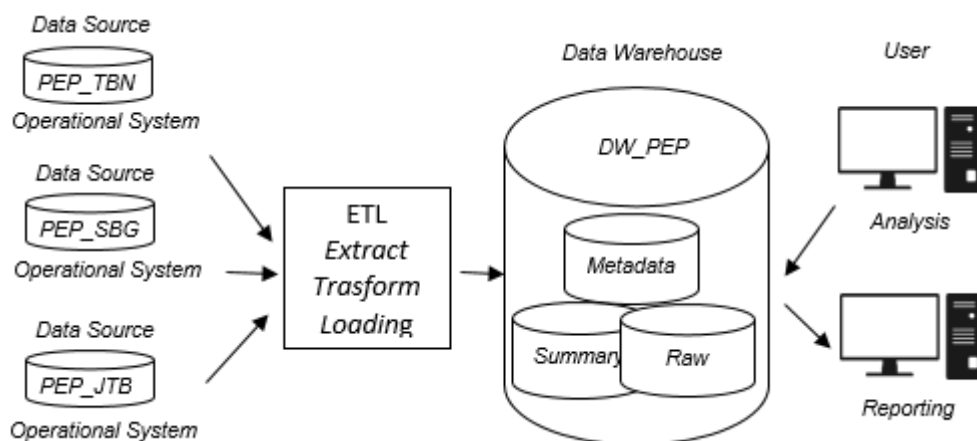 Data Source
PEP_TBN
Operational System
Data Source
PEP_SBG
Operational System
Data Source
PEP_JTB
Operational System
ETL
Extract
Trasform
Loading
Data Warehouse
DW_PEP
Metadata
Summary
Raw
User
Analysis
Reporting